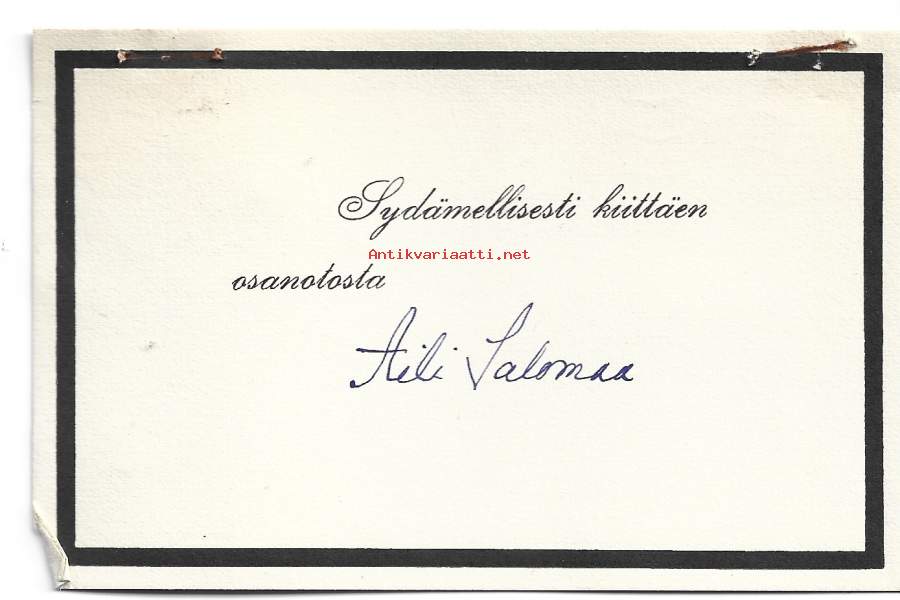 Sydämellisesti kiittäen
Antikvariaatti.net
osanotosta
Aili Salomaa